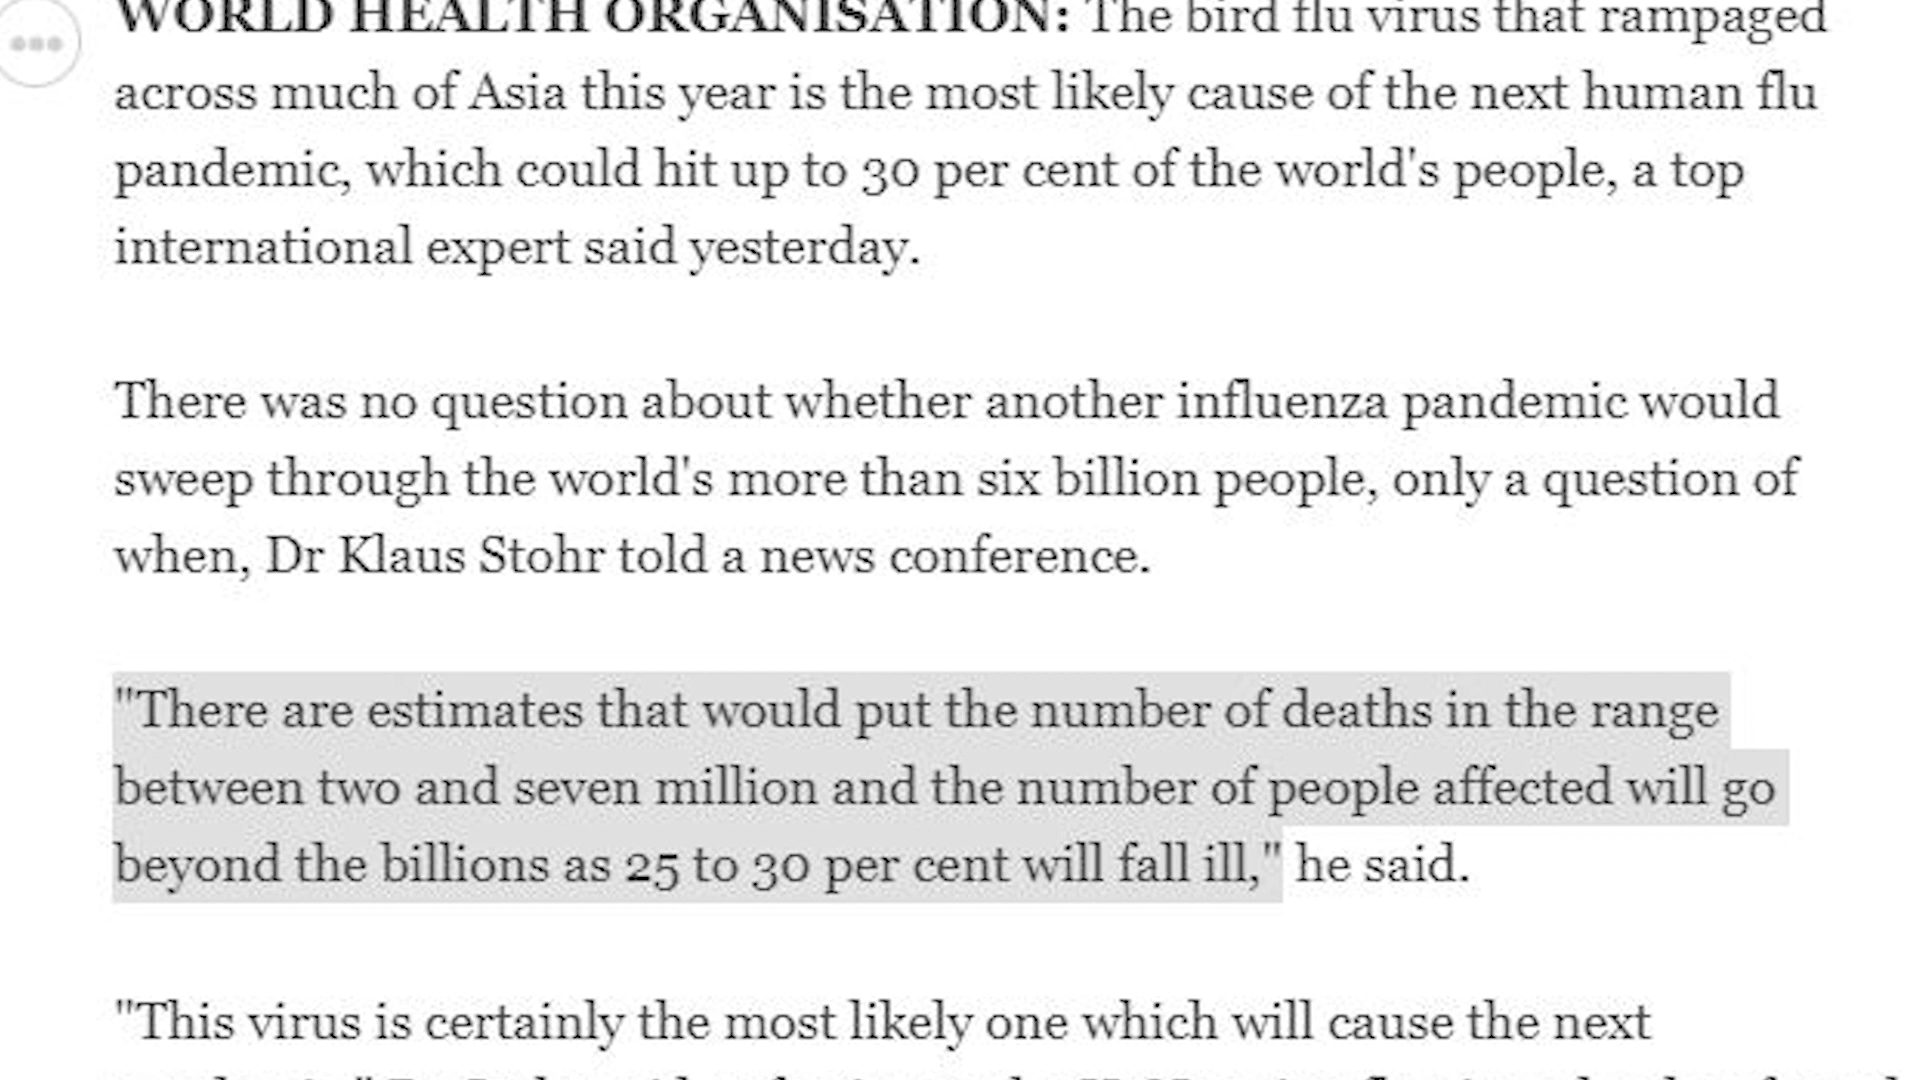 WORLD HEALTH ORGANISATION: The bird flu virus that rampaged
across much of Asia this year is the most likely cause of the next human flu
pandemic, which could hit up to 30 per cent of the world's people, a top
international expert said yesterday.
There was no question about whether another influenza pandemic would
sweep through the world's more than six billion people, only a question of
when, Dr Klaus Stohr told a news conference.
"There are estimates that would put the number of deaths in the range
between two and seven million and the number of people affected will go
beyond the billions as 25 to 30 per cent will fall ill," he said.
"This virus is certainly the most likely one which will cause the next